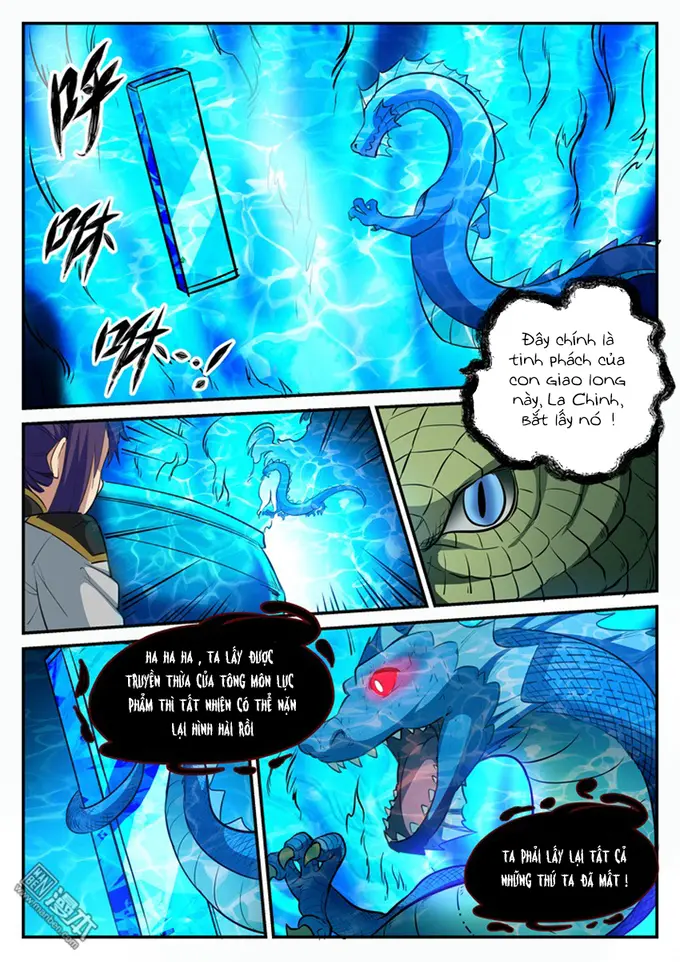 呼
咻
咻…!
Đây chính là
tinh phách của
con Giao long
này, La Chinh,
Bắt lấy nó !
HA HA HA , TA LẤY ĐƯỢC
TRUYỀN THỪA CỦA TÔNG MÔN LỤC
PHẨM THÌ TẤT NHIÊN CÓ THỂ NẶN
LẠI HÌNH HÀI RỒI
TA PHẢI LẤY LẠI TẤT CẢ
NHỮNG THỨ TA ĐÃ MẤT !
漫本